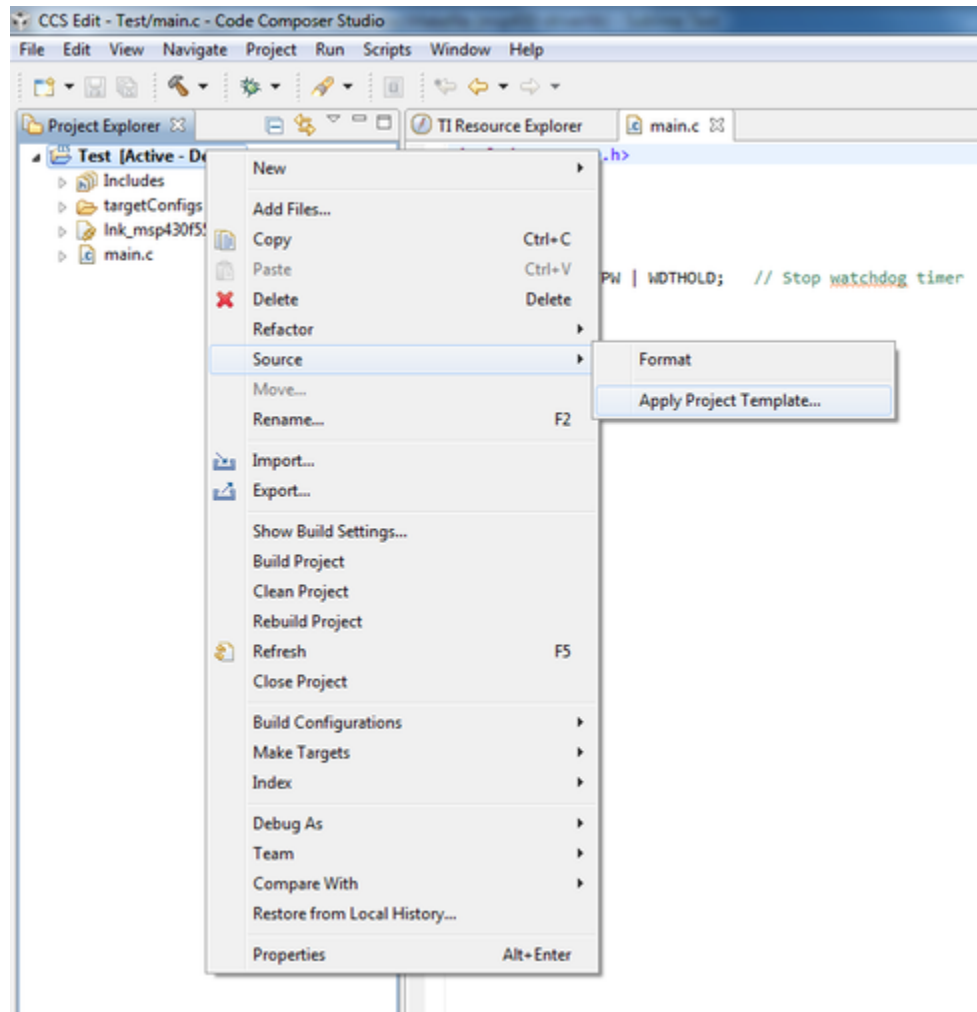 CCS Edit - Test/main.c - Code Composer Studio
File Edit View Navigate Project Run Scripts Window Help
Project Explorer
TI Resource Explorer
main.c
Test [Active - De
Includes
targetConfigs
lnk_msp430f55
main.c
.h>
PW | WDTHOLD; // Stop watchdog timer
New
Add Files...
Copy Ctrl+C
Paste Ctrl+V
Delete Delete
Refactor
Source
Format
Apply Project Template...
Move...
Rename... F2
Import...
Export...
Show Build Settings...
Build Project
Clean Project
Rebuild Project
Refresh F5
Close Project
Build Configurations
Make Targets
Index
Debug As
Team
Compare With
Restore from Local History...
Properties Alt+Enter